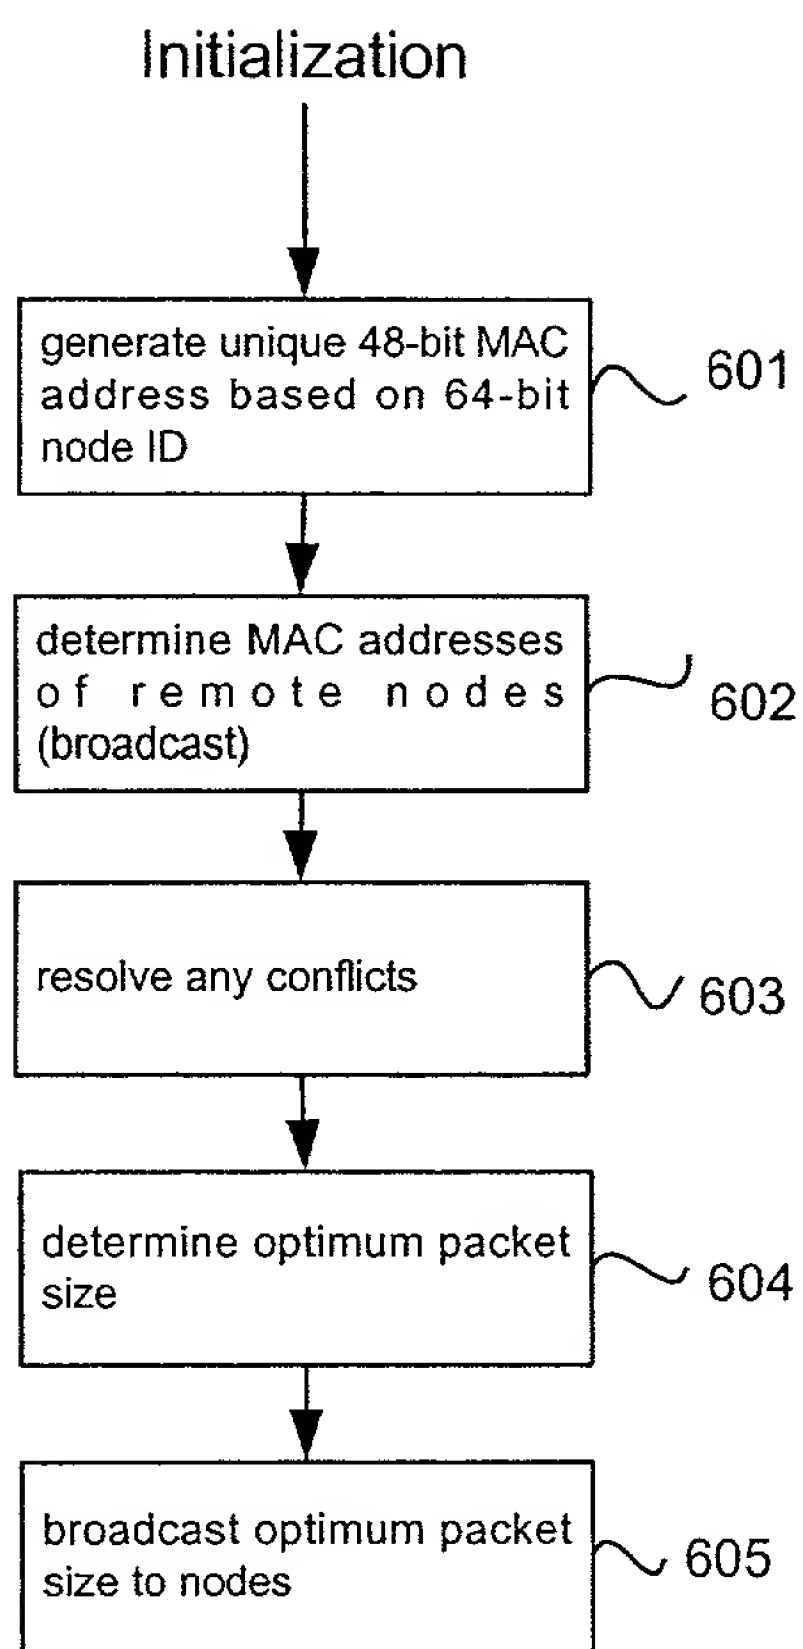 Initialization
generate unique 48-bit MAC
address based on 64-bit
node ID
601
determine MAC addresses
of remote nodes
(broadcast)
602
resolve any conflicts
603
determine optimum packet
size
604
broadcast optimum packet
size to nodes
605